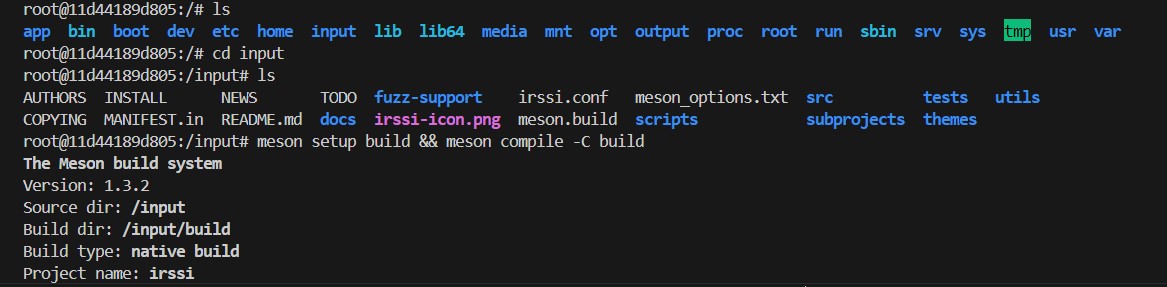 root@11d44189d805:/# ls
app bin boot dev etc home input lib lib64 media mnt opt output proc root run sbin srv sys tmp usr var
root@11d44189d805:/# cd input
root@11d44189d805:/input# ls
AUTHORS INSTALL NEWS TODO fuzz-support irssi.conf meson_options.txt src tests utils
COPYING MANIFEST.in README.md docs irssi-icon.png meson.build scripts subprojects themes
root@11d44189d805:/input# meson setup build && meson compile -C build
The Meson build system
Version: 1.3.2
Source dir: /input
Build dir: /input/build
Build type: native build
Project name: irssi